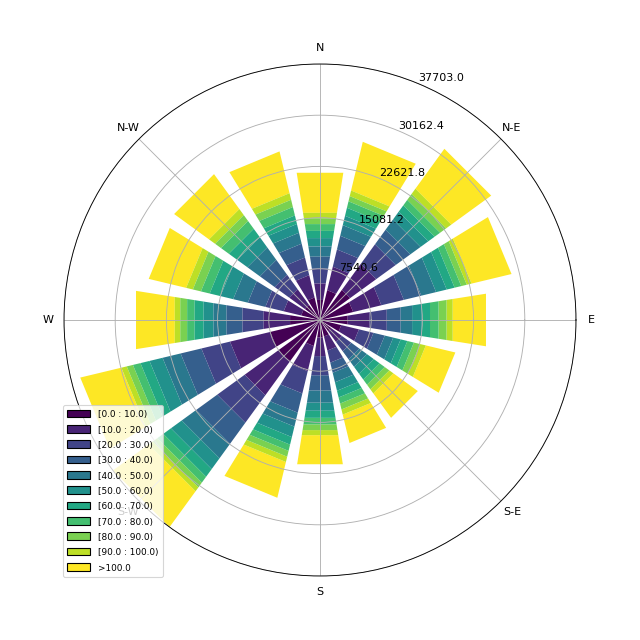 N
37703.0
N-W
30162.4
N-E
22621.8
15081.2
7540.6
W
E
[0.0 : 10.0)
[10.0 : 20.0)
[20.0 : 30.0)
[30.0 : 40.0)
[40.0 : 50.0)
[50.0 : 60.0)
[60.0 : 70.0)
[70.0 : 80.0)
[80.0 : 90.0)
[90.0 : 100.0)
>100.0
S-W
S-E
S